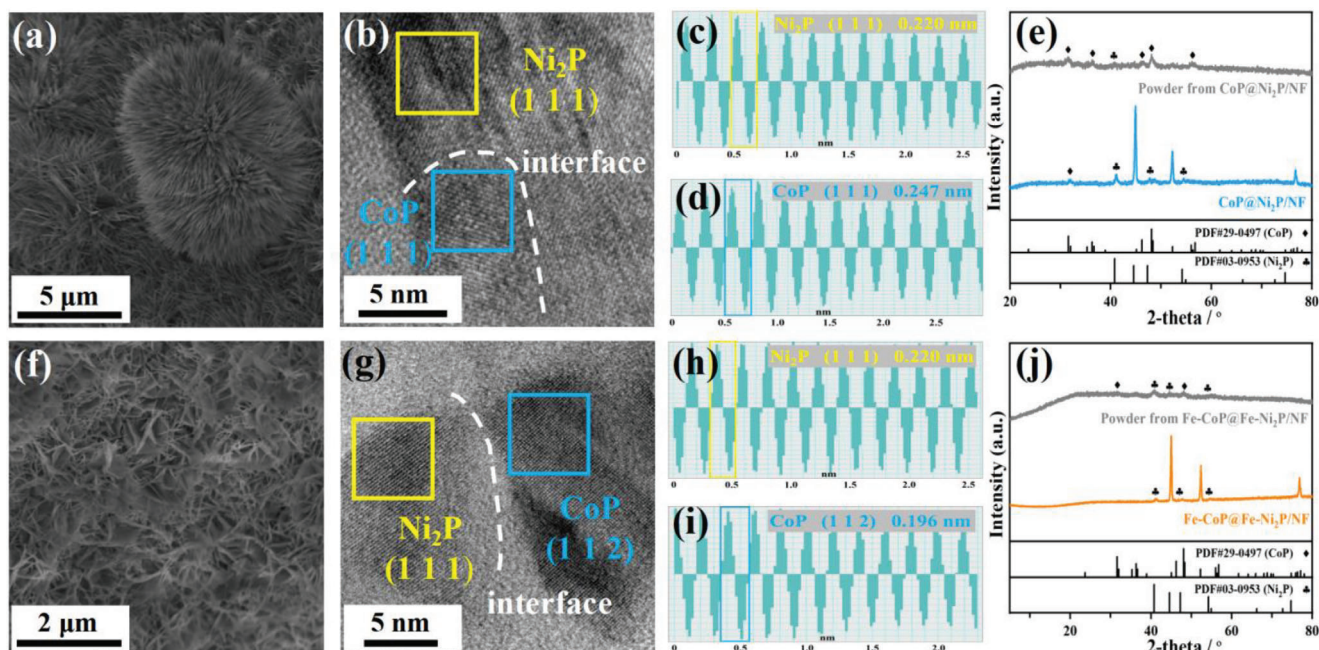 (a)
5 μm
(b)
Ni₂P
(1 1 1)
interface
CoP
(1 1 1)
5 nm
(c)
Ni₂P (1 1 1) 0.220 nm
0 0.5 1.0 1.5 2.0 2.5
nm
(d)
CoP (1 1 1) 0.247 nm
0 0.5 1.0 1.5 2.0 2.5
nm
(e)
Powder from CoP@Ni₂P/NF
CoP@Ni₂P/NF
PDF#29-0497 (CoP) ♦
PDF#03-0953 (Ni₂P) ♣
Intensity (a.u.)
20 40 60 80
2-theta / °
(f)
2 μm
(g)
Ni₂P
(1 1 1)
CoP
(1 1 2)
interface
5 nm
(h)
Ni₂P (1 1 1) 0.220 nm
0 0.5 1.0 1.5 2.0 2.5
nm
(i)
CoP (1 1 2) 0.196 nm
0 0.5 1.0 1.5 2.0
nm
(j)
Powder from Fe-CoP@Fe-Ni₂P/NF
Fe-CoP@Fe-Ni₂P/NF
PDF#29-0497 (CoP) ♦
PDF#03-0953 (Ni₂P) ♣
Intensity (a.u.)
20 40 60 80
2-theta / °